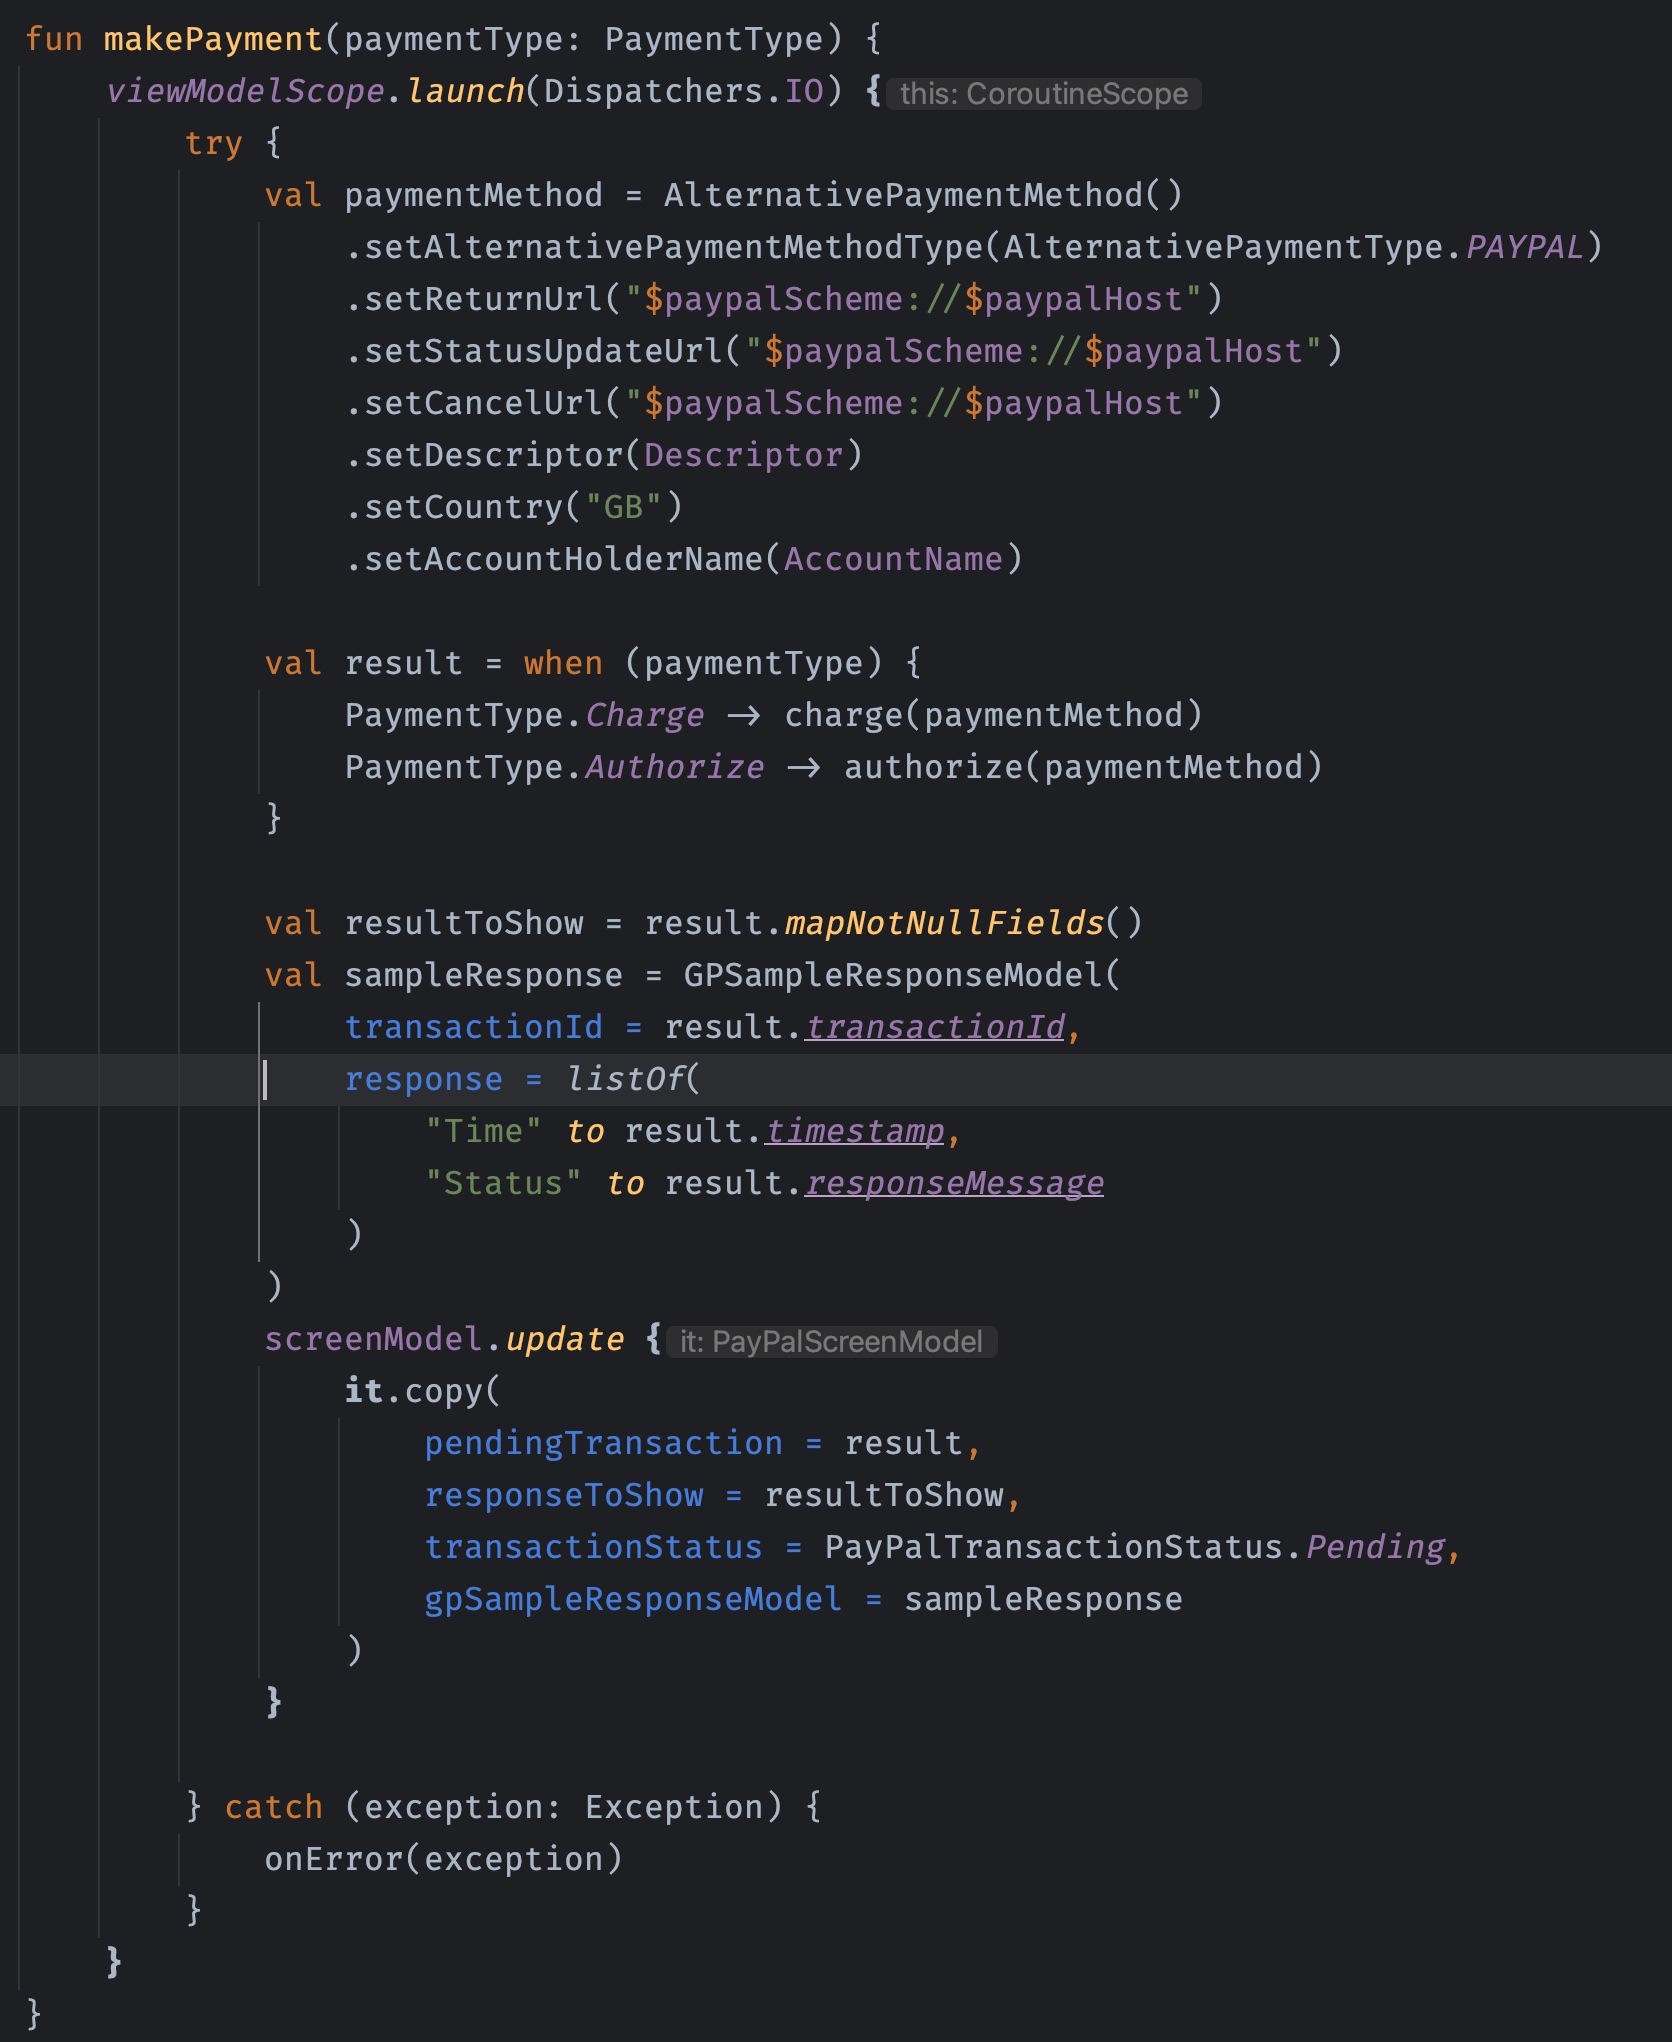 fun makePayment(paymentType: PaymentType) {
viewModelScope.launch(Dispatchers.IO) { this: CoroutineScope
try {
val paymentMethod = AlternativePaymentMethod()
.setAlternativePaymentMethodType(AlternativePaymentType.PAYPAL)
.setReturnUrl("$paypalScheme://$paypalHost")
.setStatusUpdateUrl("$paypalScheme://$paypalHost")
.setCancelUrl("$paypalScheme://$paypalHost")
.setDescriptor(Descriptor)
.setCountry("GB")
.setAccountHolderName(AccountName)
val result = when (paymentType) {
PaymentType.Charge -> charge(paymentMethod)
PaymentType.Authorize -> authorize(paymentMethod)
}
val resultToShow = result.mapNotNullFields()
val sampleResponse = GPSampleResponseModel(
transactionId = result.transactionId,
response = listOf(
"Time" to result.timestamp,
"Status" to result.responseMessage
)
)
screenModel.update { it: PayPalScreenModel
it.copy(
pendingTransaction = result,
responseToShow = resultToShow,
transactionStatus = PayPalTransactionStatus.Pending,
gpSampleResponseModel = sampleResponse
)
}
} catch (exception: Exception) {
onError(exception)
}
}
}